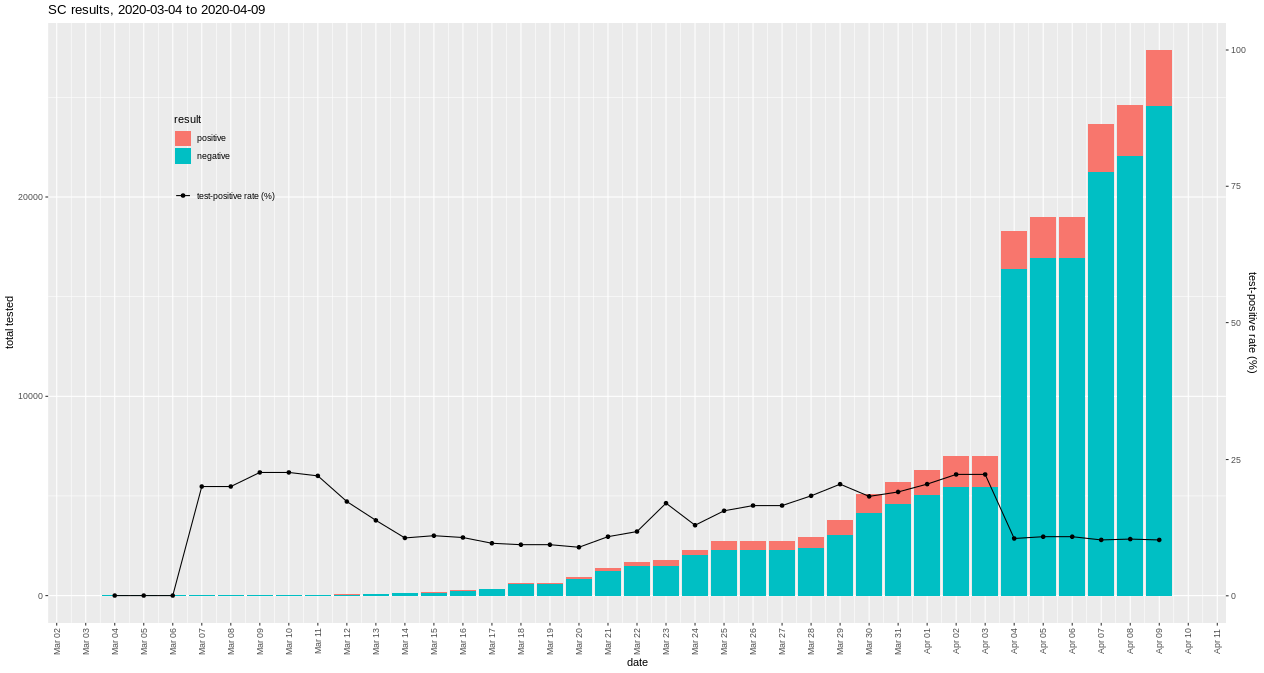 SC results, 2020-03-04 to 2020-04-09
result
positive
negative
test-positive rate (%)
total tested
20000
10000
0
test-positive rate (%)
100
75
50
25
0
Mar 02
Mar 03
Mar 04
Mar 05
Mar 06
Mar 07
Mar 08
Mar 09
Mar 10
Mar 11
Mar 12
Mar 13
Mar 14
Mar 15
Mar 16
Mar 17
Mar 18
Mar 19
Mar 20
Mar 21
Mar 22
Mar 23
Mar 24
Mar 25
Mar 26
Mar 27
Mar 28
Mar 29
Mar 30
Mar 31
Apr 01
Apr 02
Apr 03
Apr 04
Apr 05
Apr 06
Apr 07
Apr 08
Apr 09
Apr 10
Apr 11
date